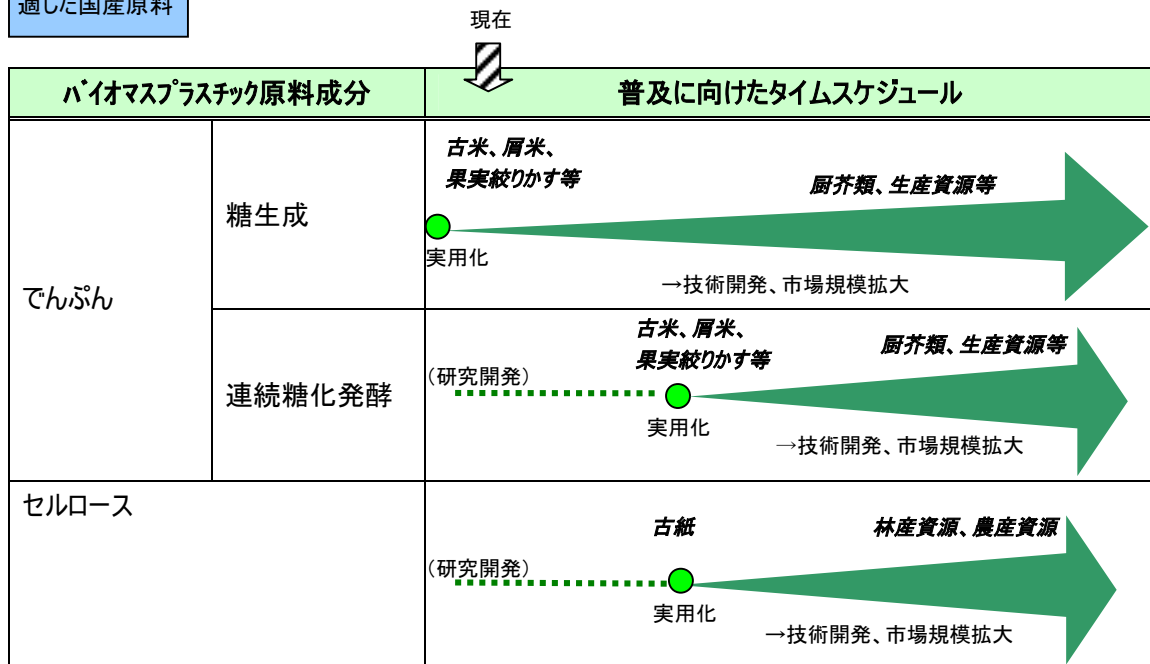 適した国産原料
現在
バイオマスプラスチック原料成分
普及に向けたタイムスケジュール
でんぷん
糖生成
古米、屑米、
果実絞りかす等
厨芥類、生産資源等
実用化
→技術開発、市場規模拡大
連続糖化発酵
(研究開発)
古米、屑米、
果実絞りかす等
厨芥類、生産資源等
実用化
→技術開発、市場規模拡大
セルロース
(研究開発)
古紙
林産資源、農産資源
実用化
→技術開発、市場規模拡大